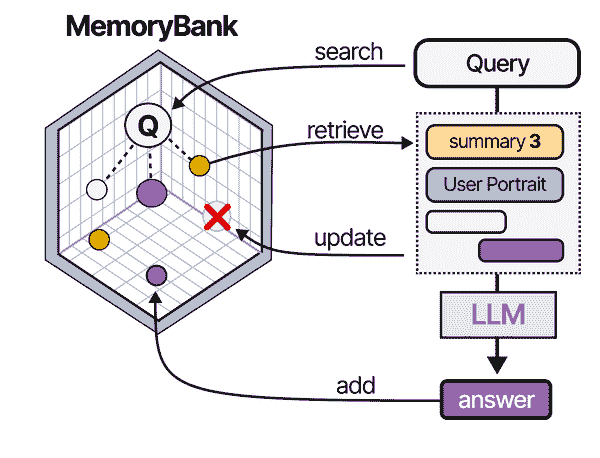 MemoryBank
search
Query
Q
retrieve
summary 3
User Portrait
update
LLM
add
answer